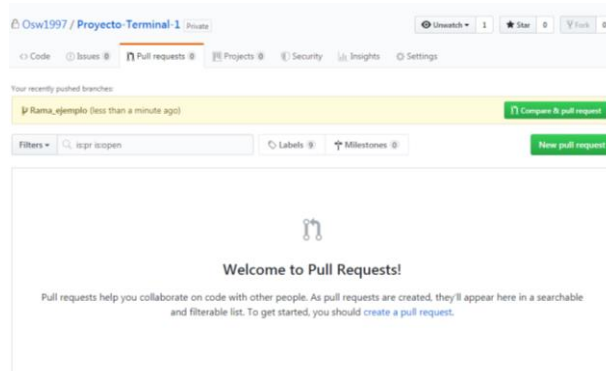 Osw1997 / Proyecto-Terminal-1 Private
Unwatch 1 Star 0 Fork 0
Code Issues 0 Pull requests 0 Projects 0 Security Insights Settings
Your recently pushed branches:
Rama_ejemplo (less than a minute ago) Compare & pull request
Filters is:pr is:open Labels 9 Milestones 0 New pull request
Welcome to Pull Requests!
Pull requests help you collaborate on code with other people. As pull requests are created, they'll appear here in a searchable
and filterable list. To get started, you should create a pull request.